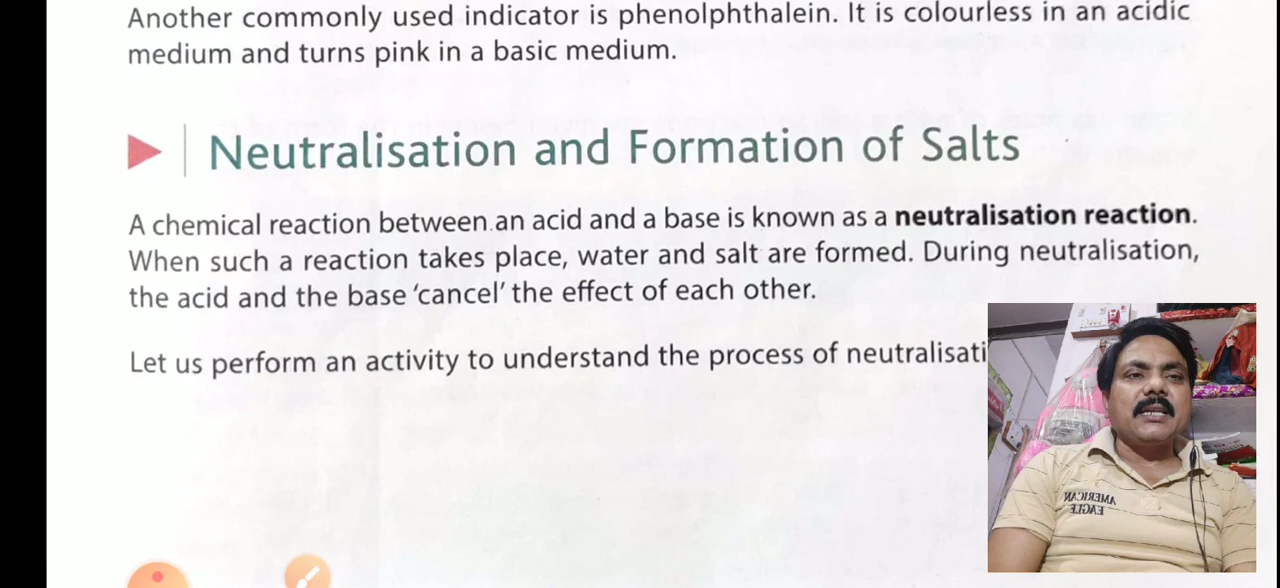 Another commonly used indicator is phenolphthalein. It is colourless in an acidic
medium and turns pink in a basic medium.
Neutralisation and Formation of Salts
A chemical reaction between an acid and a base is known as a neutralisation reaction.
When such a reaction takes place, water and salt are formed. During neutralisation,
the acid and the base ‘cancel’ the effect of each other.
Let us perform an activity to understand the process of neutralisati
AMERICAN
EAGLE